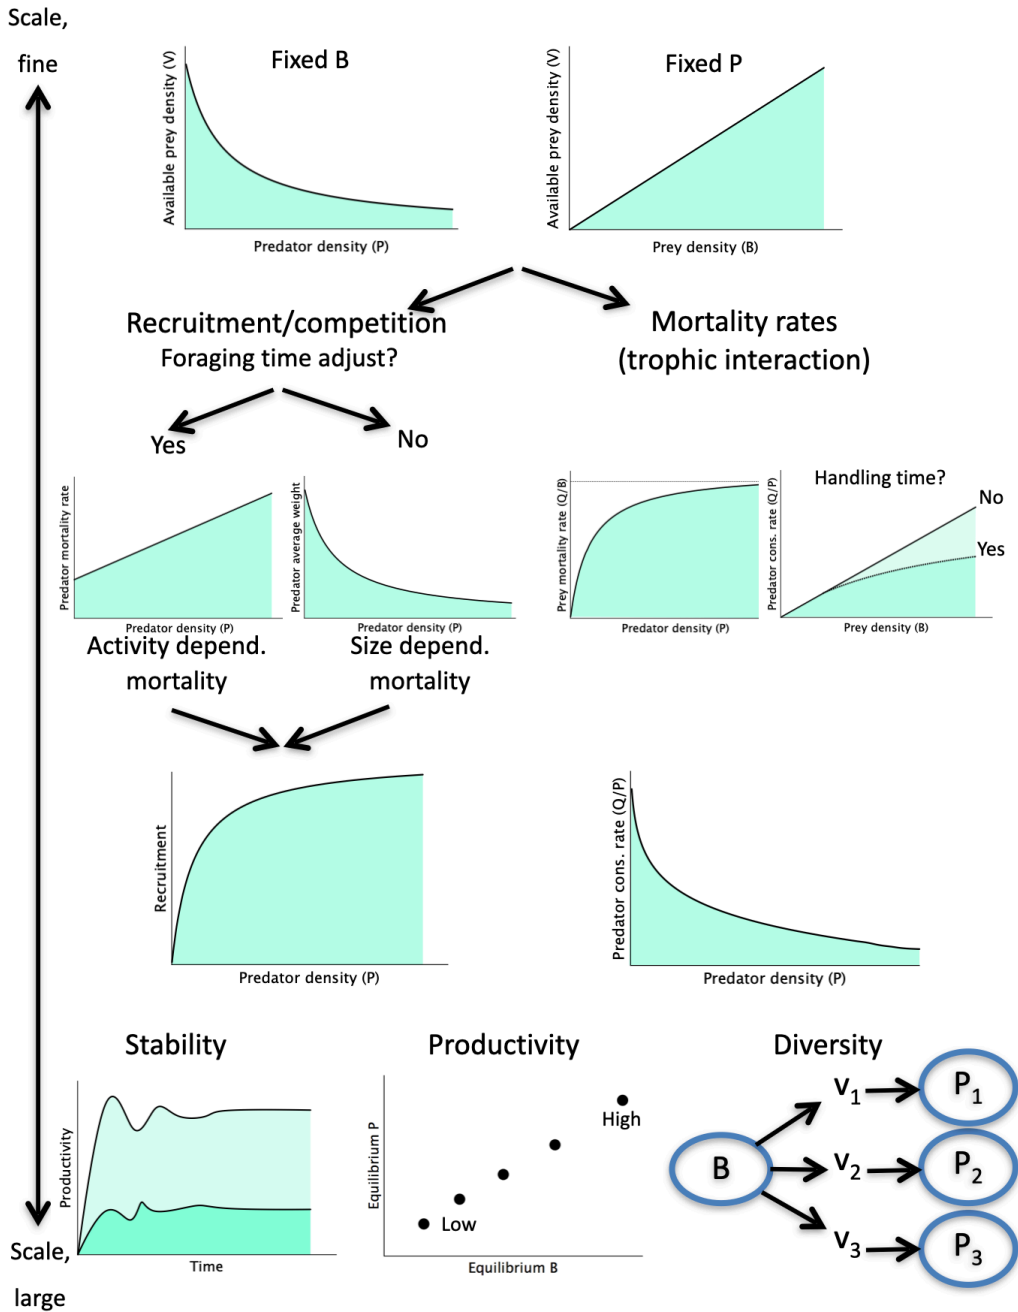 Scale,
fine
Fixed B
Available prey density (V)
Predator density (P)
Fixed P
Available prey density (V)
Prey density (B)
Recruitment/competition
Foraging time adjust?
Mortality rates
(trophic interaction)
Yes
No
Predator mortality rate
Predator density (P)
Activity depend.
mortality
Predator average weight
Predator density (P)
Size depend.
mortality
Prey mortality rate (Q/B)
Predator density (P)
Handling time?
Predator cons. rate (Q/P)
No
Yes
Prey density (B)
Recruitment
Predator density (P)
Predator cons. rate (Q/P)
Predator density (P)
Stability
Productivity
Time
Productivity
Equilibrium P
High
Low
Equilibrium B
Diversity
B
v1
P1
v2
P2
v3
P3
Scale,
large